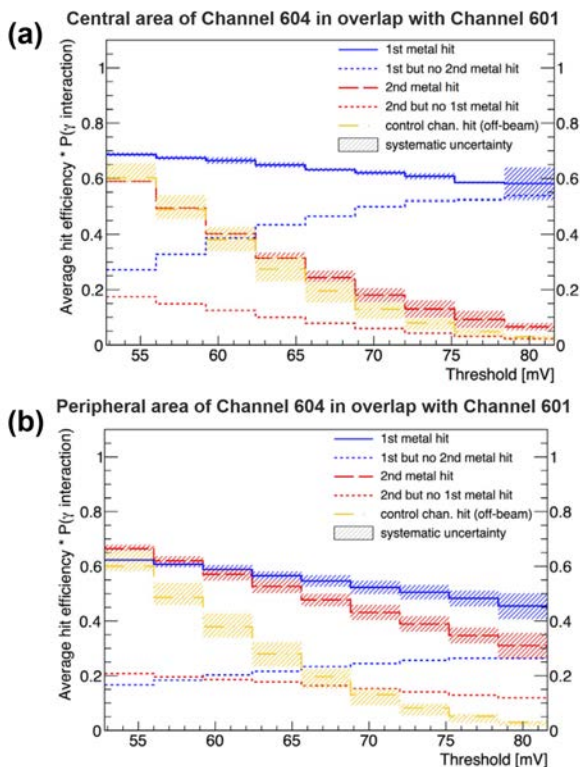 Central area of Channel 604 in overlap with Channel 601
(a)
Average hit efficiency * P(γ interaction)
1
0.8
0.6
0.4
0.2
0
1st metal hit
1st but no 2nd metal hit
2nd metal hit
2nd but no 1st metal hit
control chan. hit (off-beam)
systematic uncertainty
1
0.8
0.6
0.4
0.2
0
55 60 65 70 75 80
Threshold [mV]
Peripheral area of Channel 604 in overlap with Channel 601
(b)
Average hit efficiency * P(γ interaction)
1
0.8
0.6
0.4
0.2
0
1st metal hit
1st but no 2nd metal hit
2nd metal hit
2nd but no 1st metal hit
control chan. hit (off-beam)
systematic uncertainty
1
0.8
0.6
0.4
0.2
0
55 60 65 70 75 80
Threshold [mV]